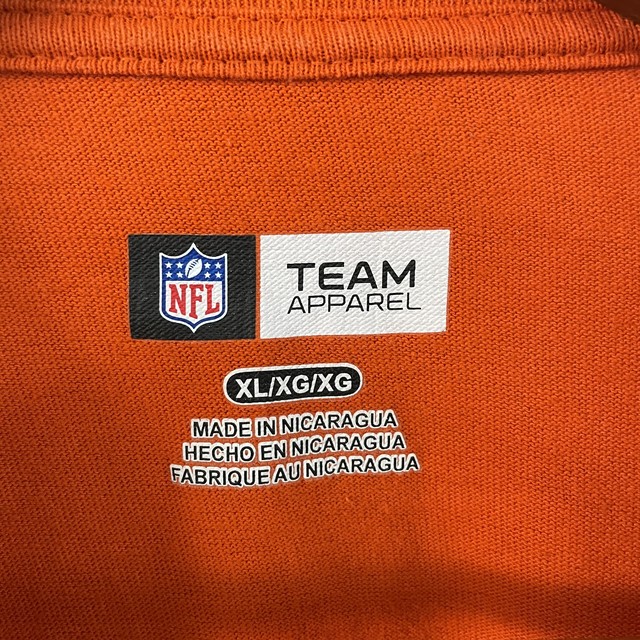 NFL
TEAM
APPAREL
XL/XG/XG
MADE IN NICARAGUA
HECHO EN NICARAGUA
FABRIQUE AU NICARAGUA